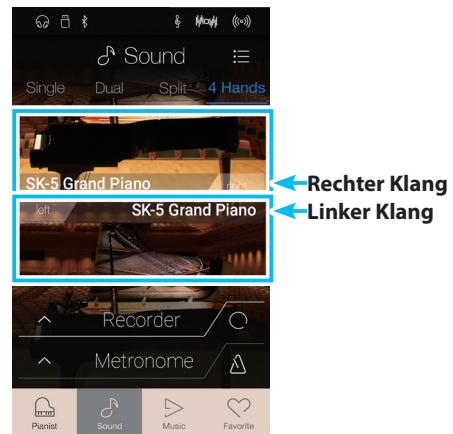 Sound
Single Dual Split 4 Hands
SK-5 Grand Piano right
Rechter Klang
left SK-5 Grand Piano
Linker Klang
Recorder
Metronome
Pianist Sound Music Favorite